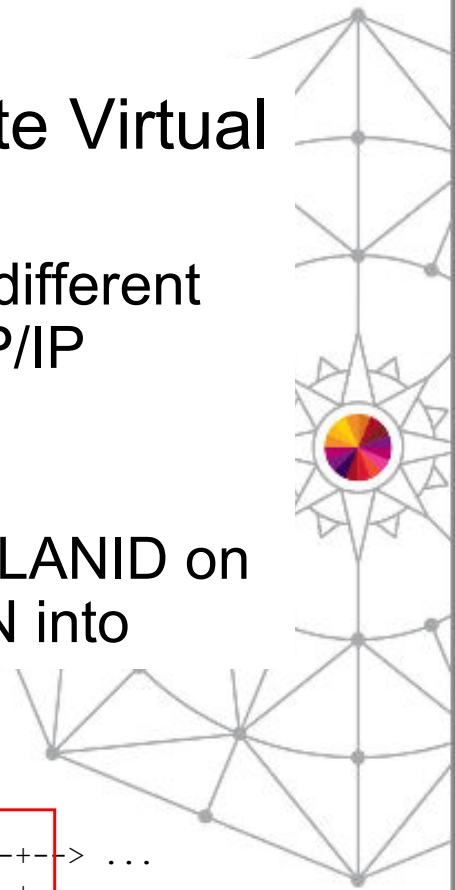 te Virtual
different
P/IP
LANID on
N into
-+--> ...
-+